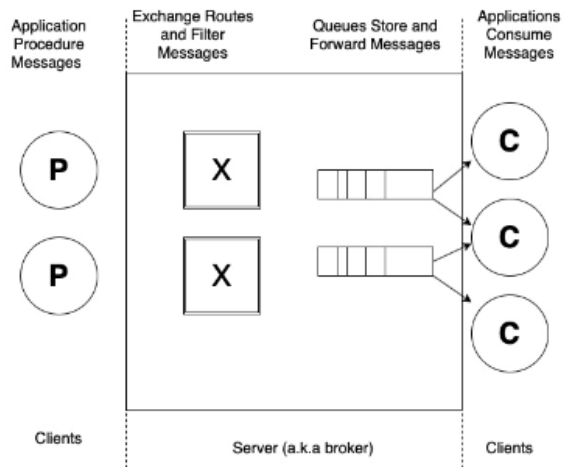 Application
Procedure
Messages
Exchange Routes
and Filter
Messages
Queues Store and
Forward Messages
Applications
Consume
Messages
P
X
C
C
P
X
C
Clients
Server (a.k.a broker)
Clients